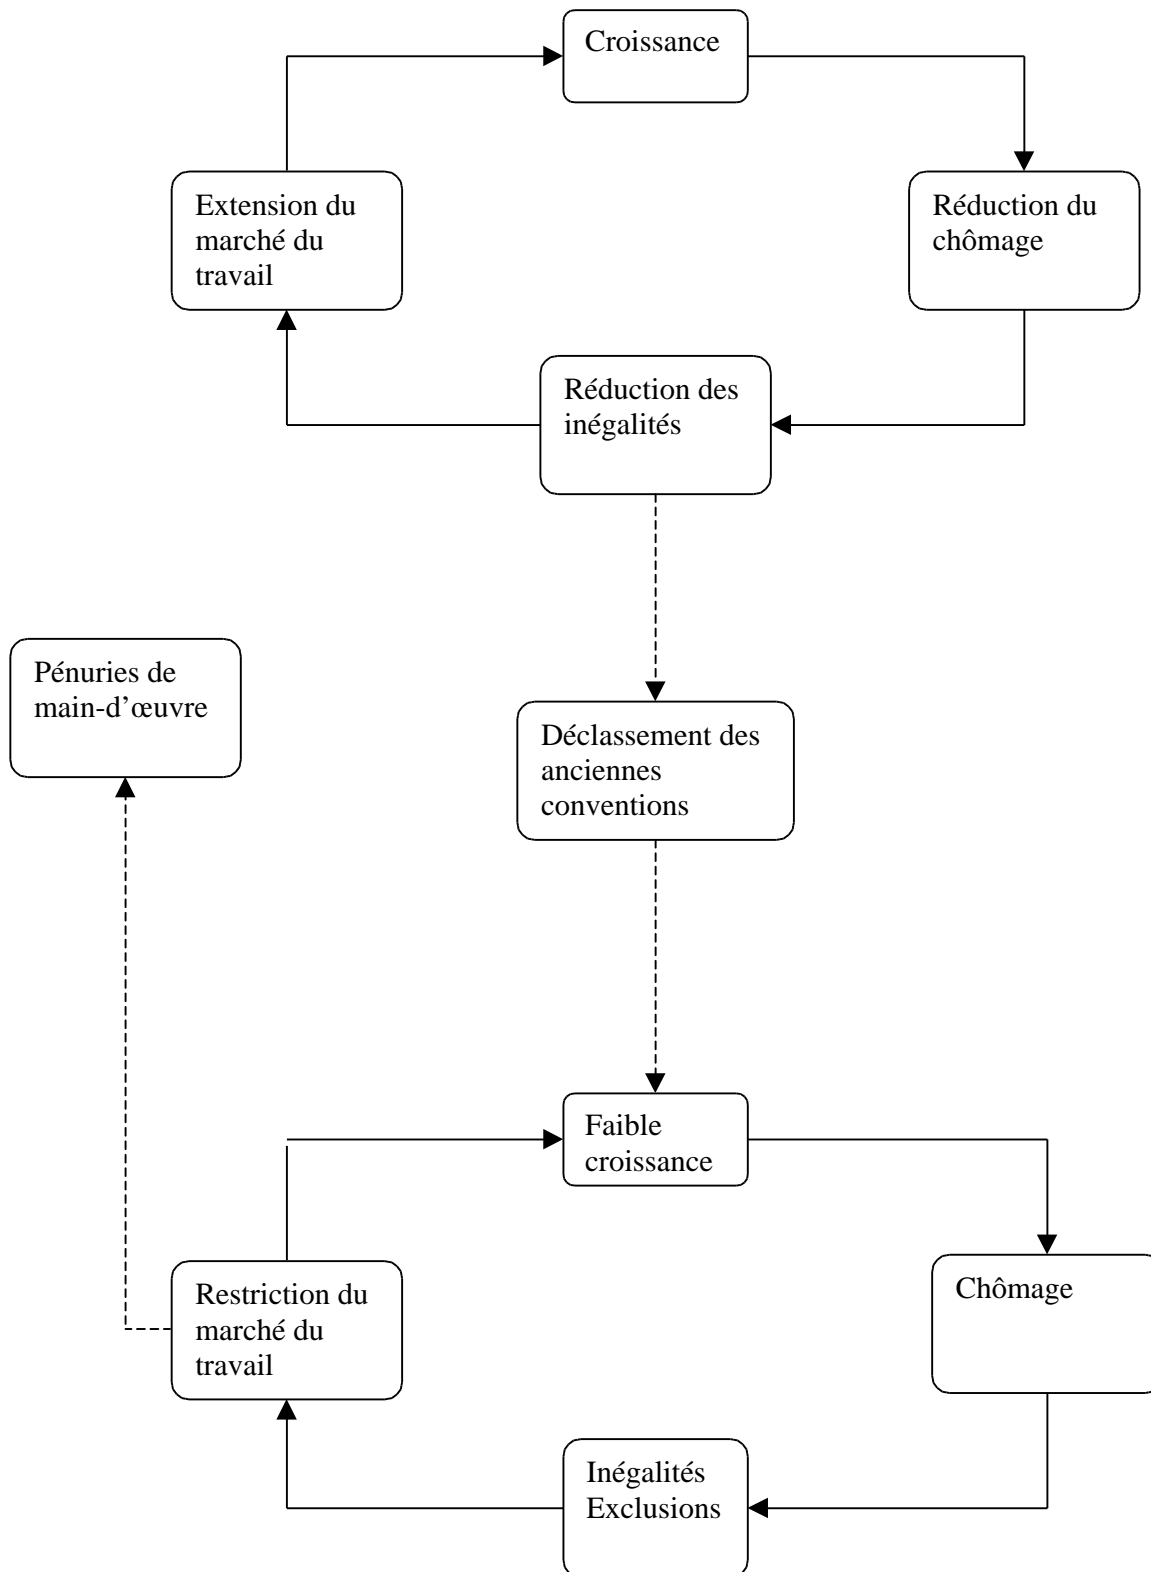 Croissance
Extension du
marché du
travail
Réduction du
chômage
Réduction des
inégalités
Pénuries de
main-d’œuvre
Déclassement des
anciennes
conventions
Faible
croissance
Restriction du
marché du
travail
Chômage
Inégalités
Exclusions